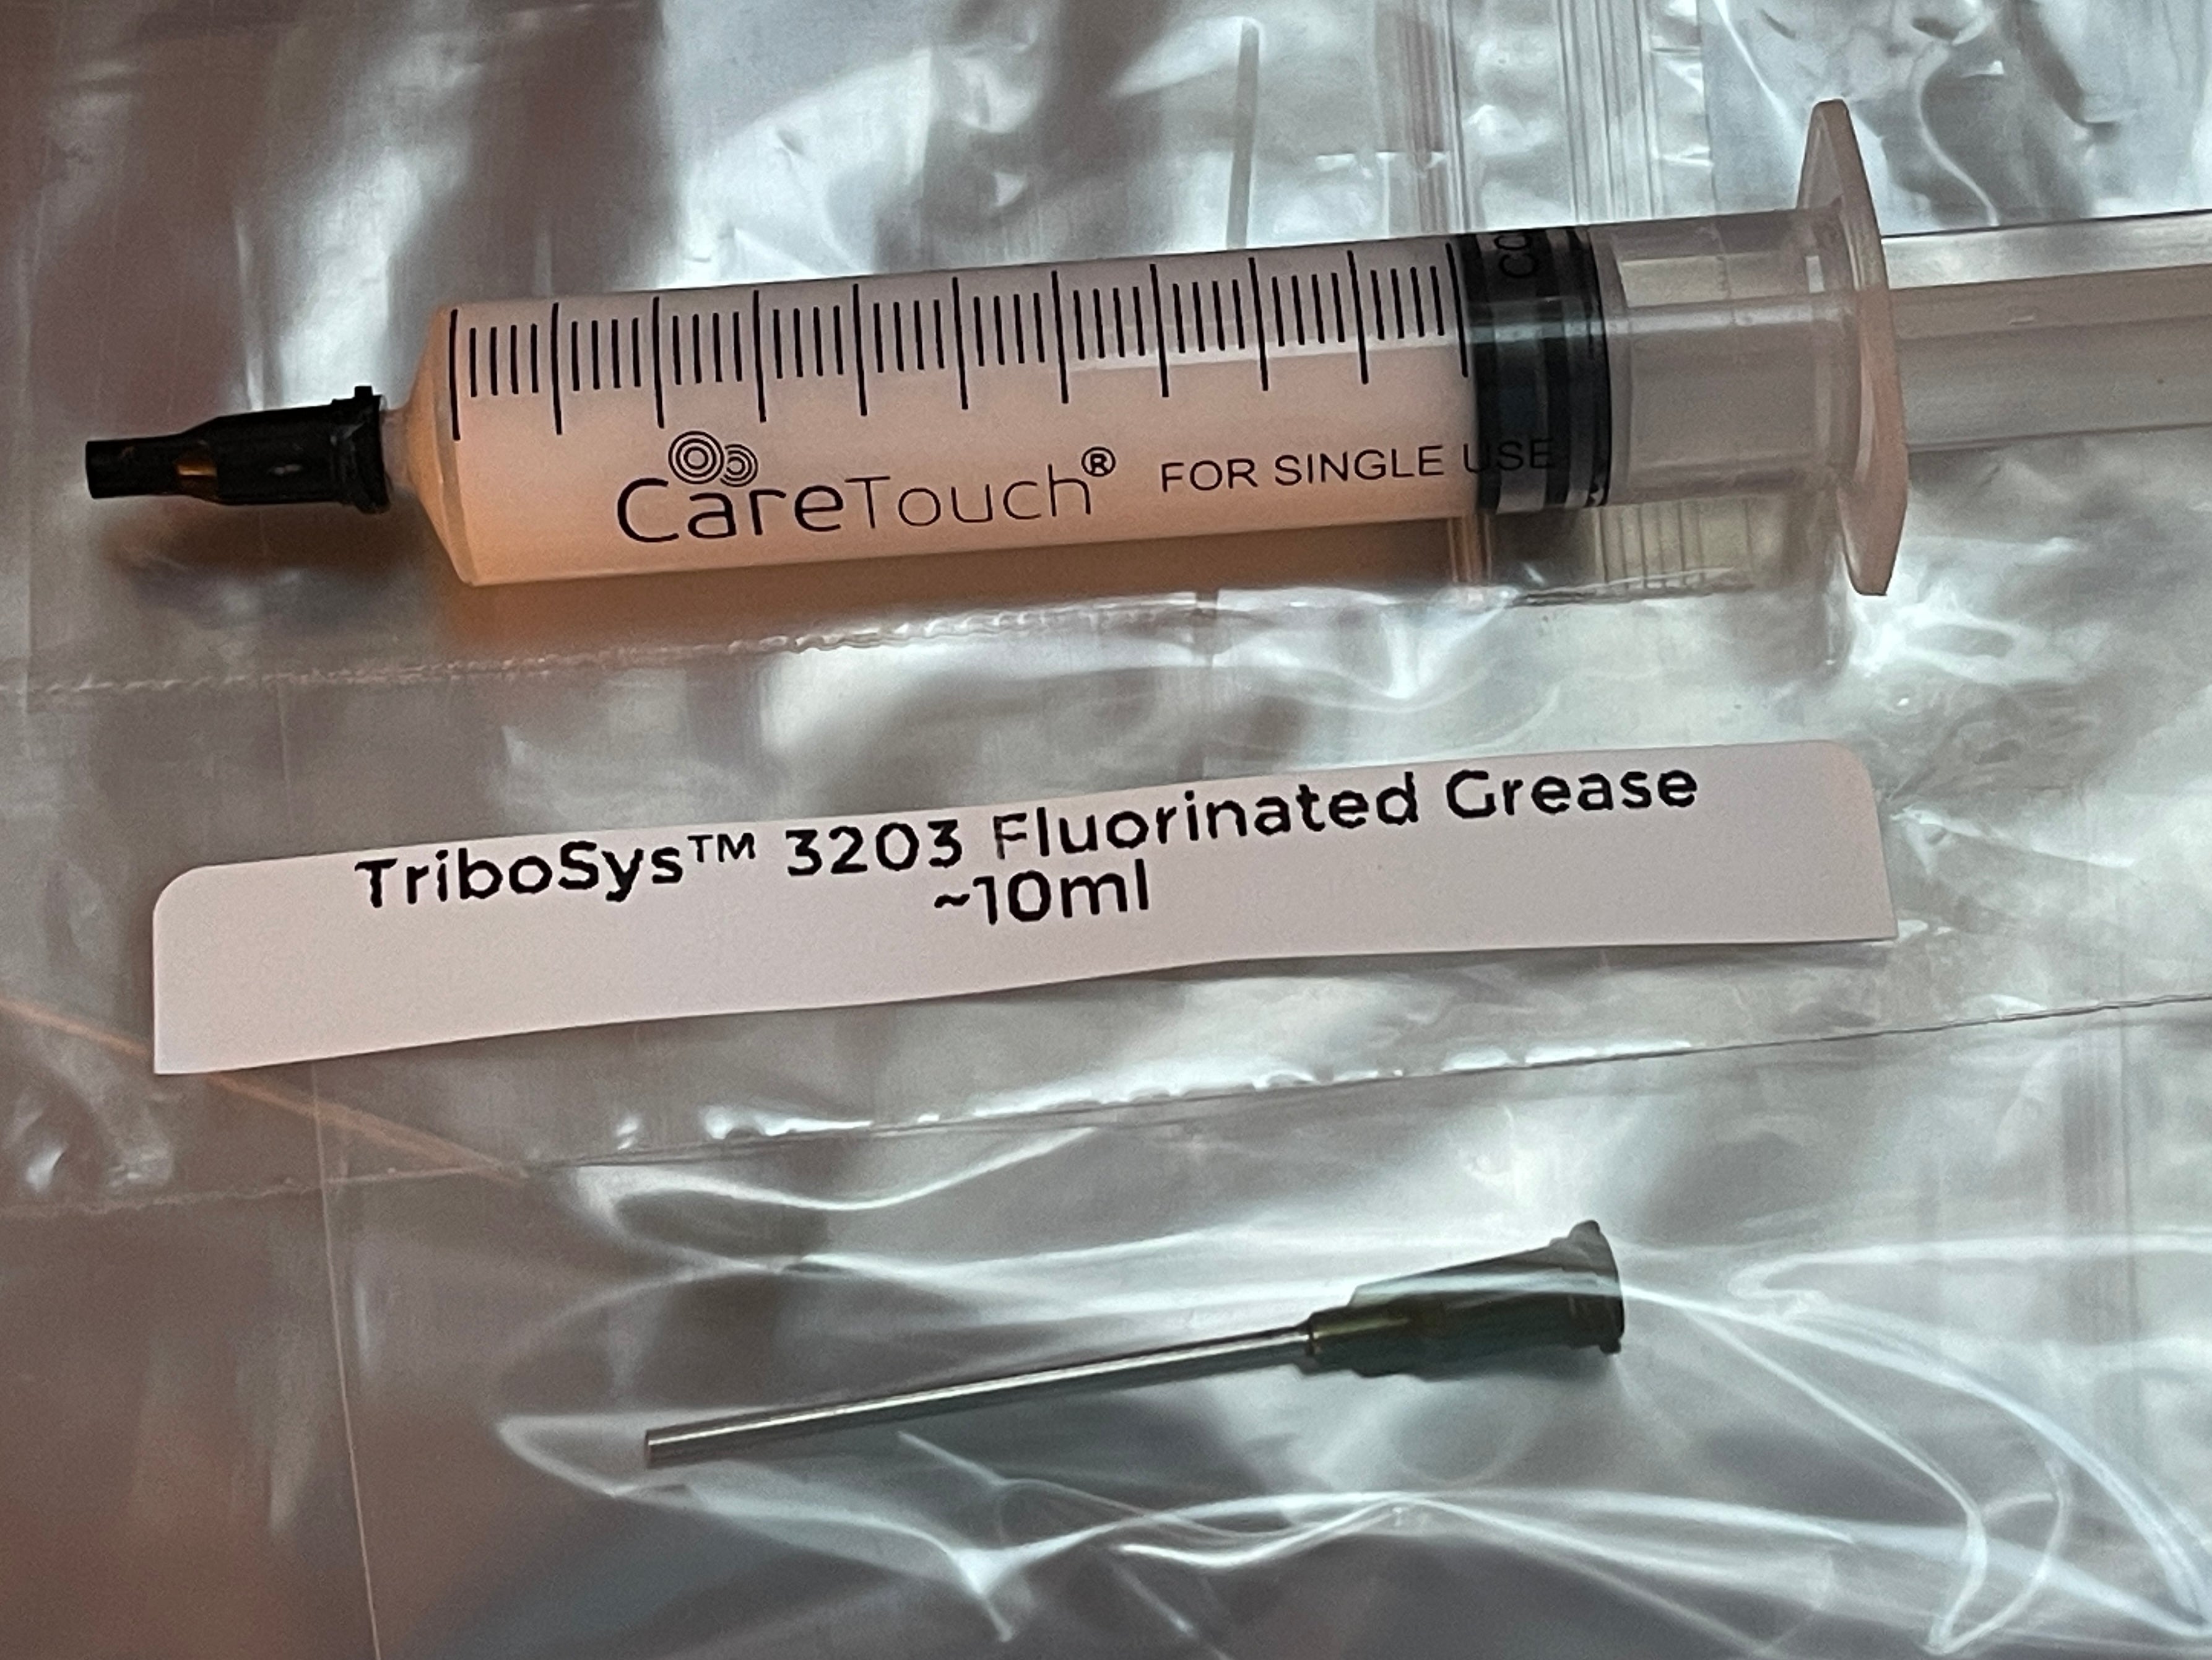 CareTouch® FOR SINGLE USE
TriboSys™ 3203 Fluorinated Grease
~10ml